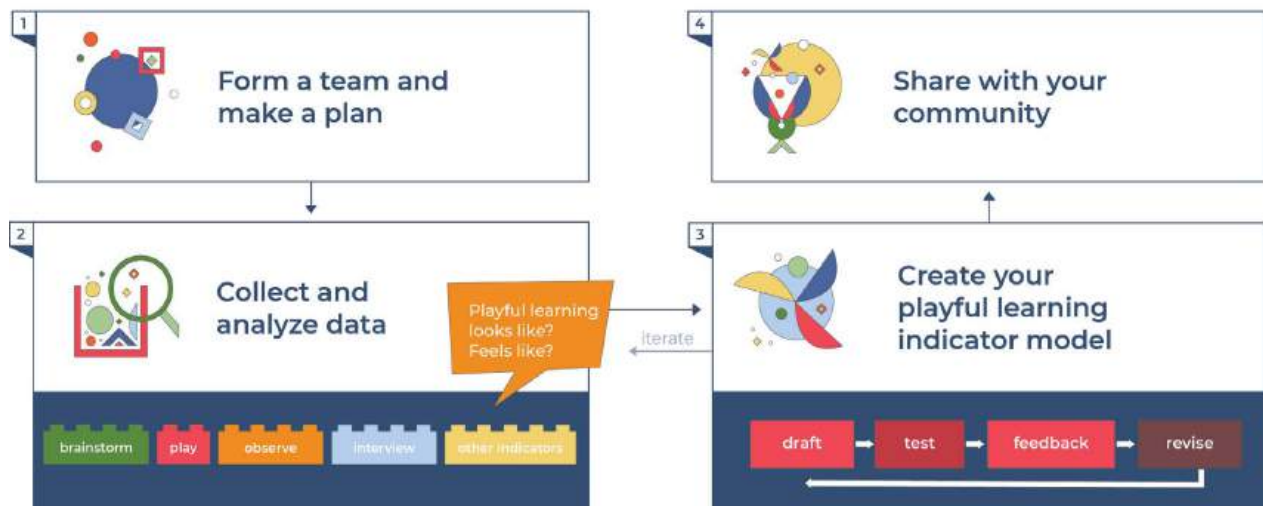 1
Form a team and
make a plan
2
Collect and
analyze data
Playful learning
looks like?
Feels like?
brainstorm
play
observe
interview
other indicators
iterate
3
Create your
playful learning
indicator model
draft
test
feedback
revise
4
Share with your
community